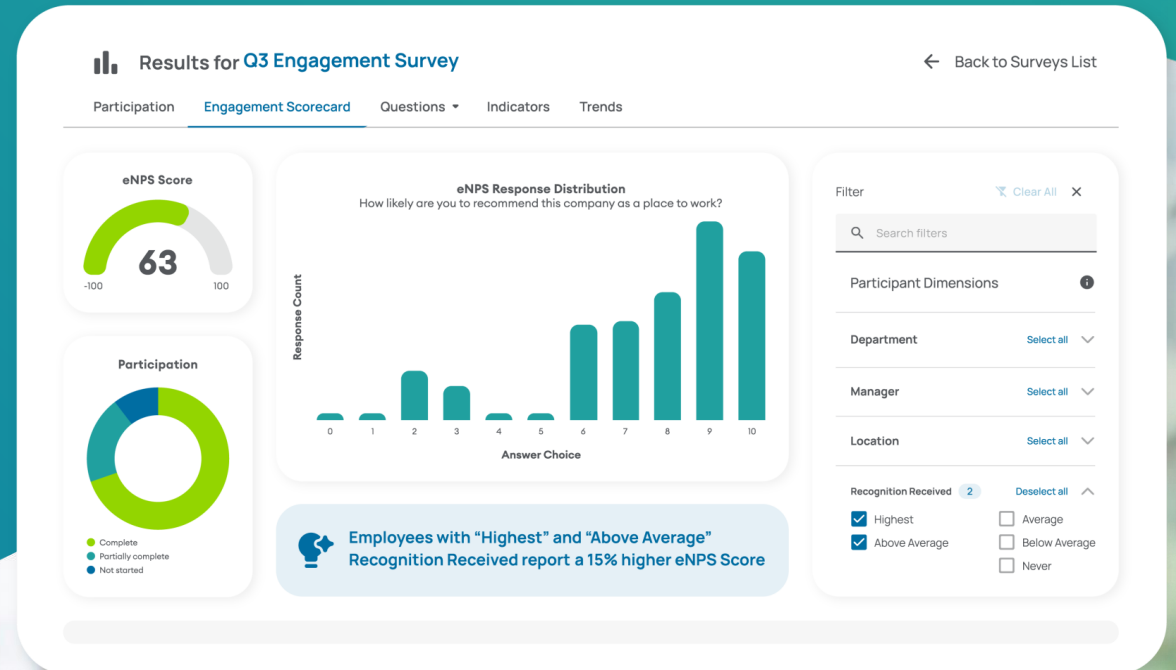 Results for Q3 Engagement Survey
Back to Surveys List
Participation
Engagement Scorecard
Questions
Indicators
Trends
eNPS Score
63
-100
100
Participation
Complete
Partially complete
Not started
eNPS Response Distribution
How likely are you to recommend this company as a place to work?
Response Count
0 1 2 3 4 5 6 7 8 9 10
Answer Choice
Employees with “Highest” and “Above Average”
Recognition Received report a 15% higher eNPS Score
Filter
Clear All
Search filters
Participant Dimensions
Department
Select all
Manager
Select all
Location
Select all
Recognition Received 2
Deselect all
Highest
Average
Above Average
Below Average
Never